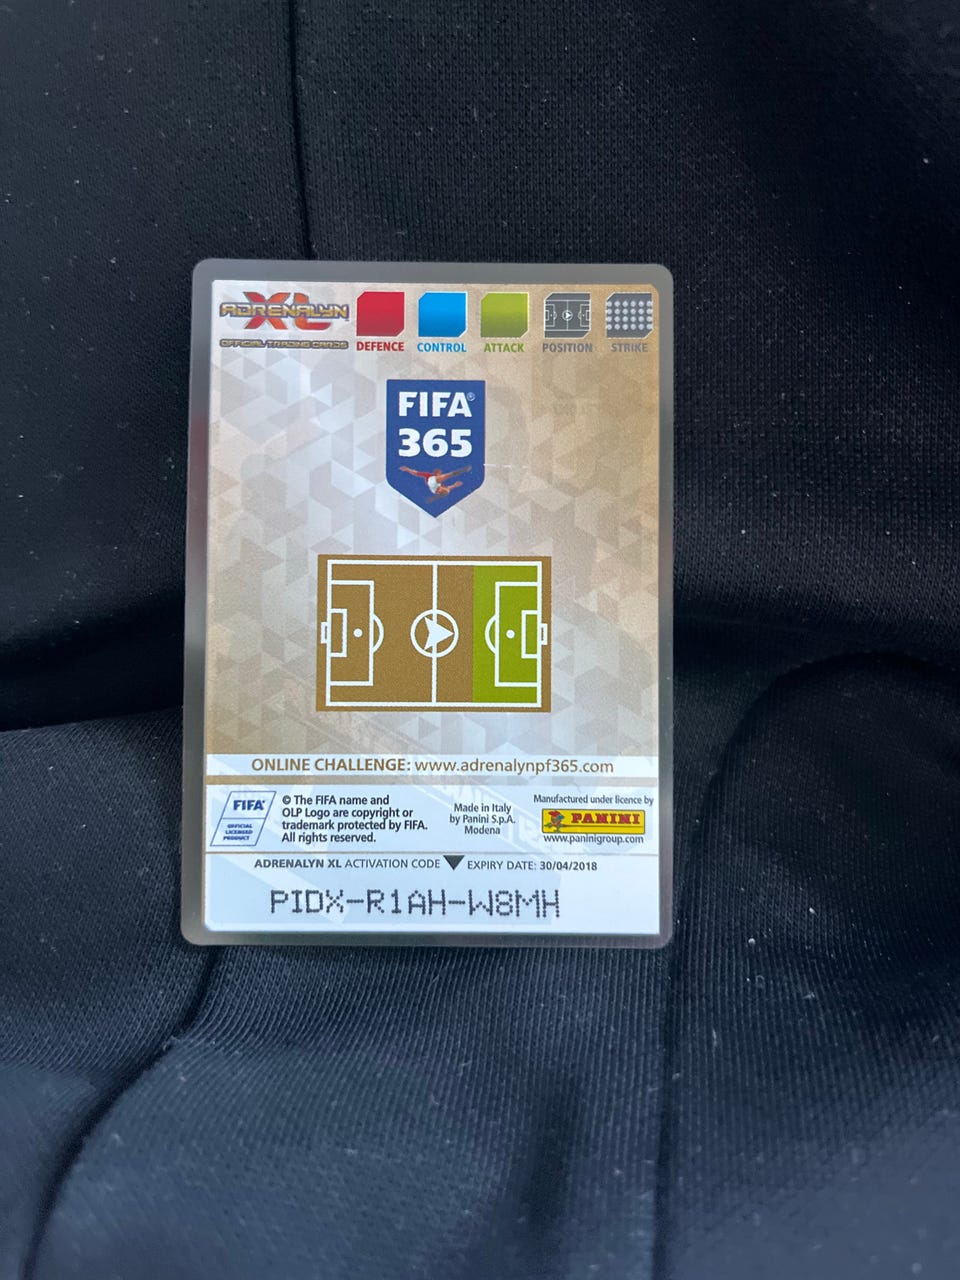 ADRENALYN XL
OFFICIAL TRADING CARDS
DEFENCE CONTROL ATTACK POSITION STRIKE
FIFA®
365
ONLINE CHALLENGE: www.adrenalynpf365.com
FIFA®
OFFICIAL
LICENSED
PRODUCT
© The FIFA name and
OLP Logo are copyright or
trademark protected by FIFA.
All rights reserved.
Made in Italy
by Panini S.p.A.
Modena
Manufactured under licence by
PANINI
www.paninigroup.com
ADRENALYN XL ACTIVATION CODE EXPIRY DATE: 30/04/2018
PIDX-R1AH-W8MH